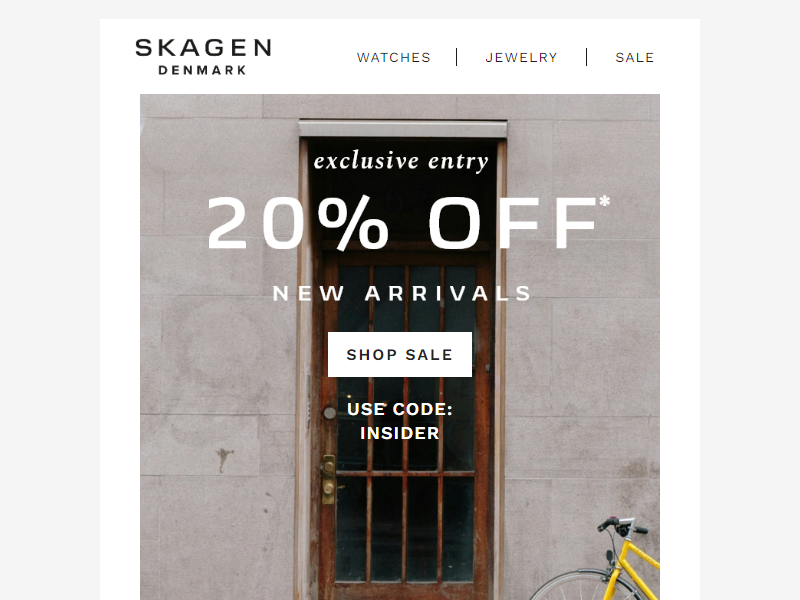 SKAGEN
DENMARK
WATCHES | JEWELRY | SALE
exclusive entry
20% OFF*
NEW ARRIVALS
SHOP SALE
USE CODE:
INSIDER